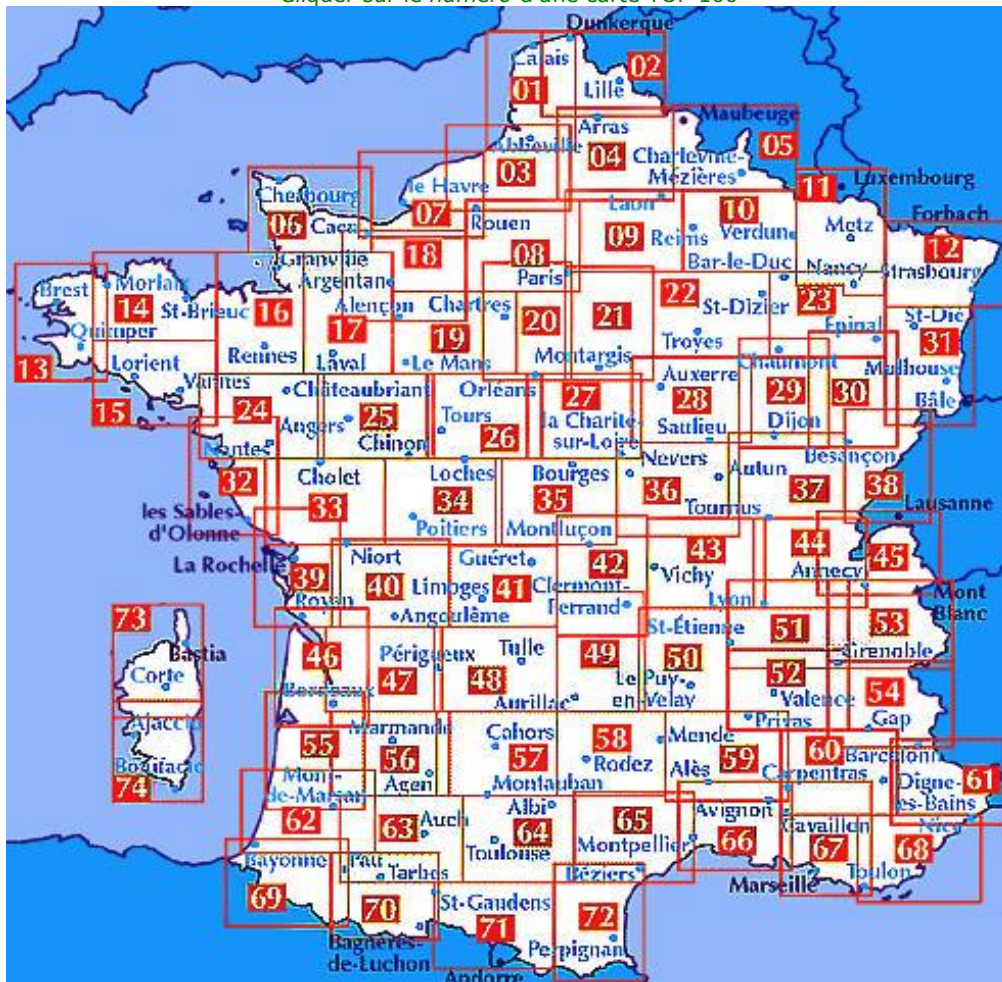 Cliquer sur le numéro d'une carte TOP 100
Dunkerque
Calais
02
01
Lille
Maubeuge
Arras
Abbeville
04
05
03
Charleville-
Mézières
11
Luxembourg
Cherbourg
le Havre
07
Laon
10
Forbach
06
Caen
Rouen
09
Reims
Verdun
Metz
12
Granville
18
08
Bar-le-Duc
Nancy
Strasbourg
Brest
Morlaix
Argentan
Paris
22
14
St-Brieuc
16
Alençon
Chartres
St-Dizier
23
St-Dié
Quimper
17
19
20
21
Troyes
Epinal
31
13
Lorient
Rennes
Laval
Le Mans
Montargis
Chaumont
Mulhouse
Vannes
Châteaubriant
Orléans
27
Auxerre
29
30
Bâle
15
24
25
Tours
la Charité-
sur-Loire
28
Dijon
Angers
Chinon
26
Saulieu
Nantes
Besançon
32
Cholet
Loches
Bourges
Nevers
Autun
38
33
34
35
36
37
les Sables-
d'Olonne
Poitiers
Montluçon
Tournus
Lausanne
La Rochelle
Niort
Guéret
42
43
44
45
39
40
Limoges
41
Clermont-
Ferrand
Vichy
Annecy
Mont
Blanc
Royan
Angoulême
Lyon
73
St-Étienne
51
53
Bastia
46
Périgueux
Tulle
49
50
Grenoble
Corte
47
48
Le Puy-
en-Velay
52
Valence
54
Bordeaux
Aurillac
Privas
Gap
Ajaccio
55
Marmande
Cahors
58
Mende
59
60
Barcelonn
56
57
Rodez
Bonifacio
Mont-
de-Marsan
Agen
Montauban
Alès
Carpentras
Digne-
les-Bains
61
74
62
63
Auch
Albi
65
Avignon
Cavaillon
Nice
64
Toulouse
Montpellier
66
67
68
Bayonne
Pau
Tarbes
Béziers
Marseille
Toulon
69
70
St-Gaudens
71
72
Bagnères-
de-Luchon
Perpignan
Andorre